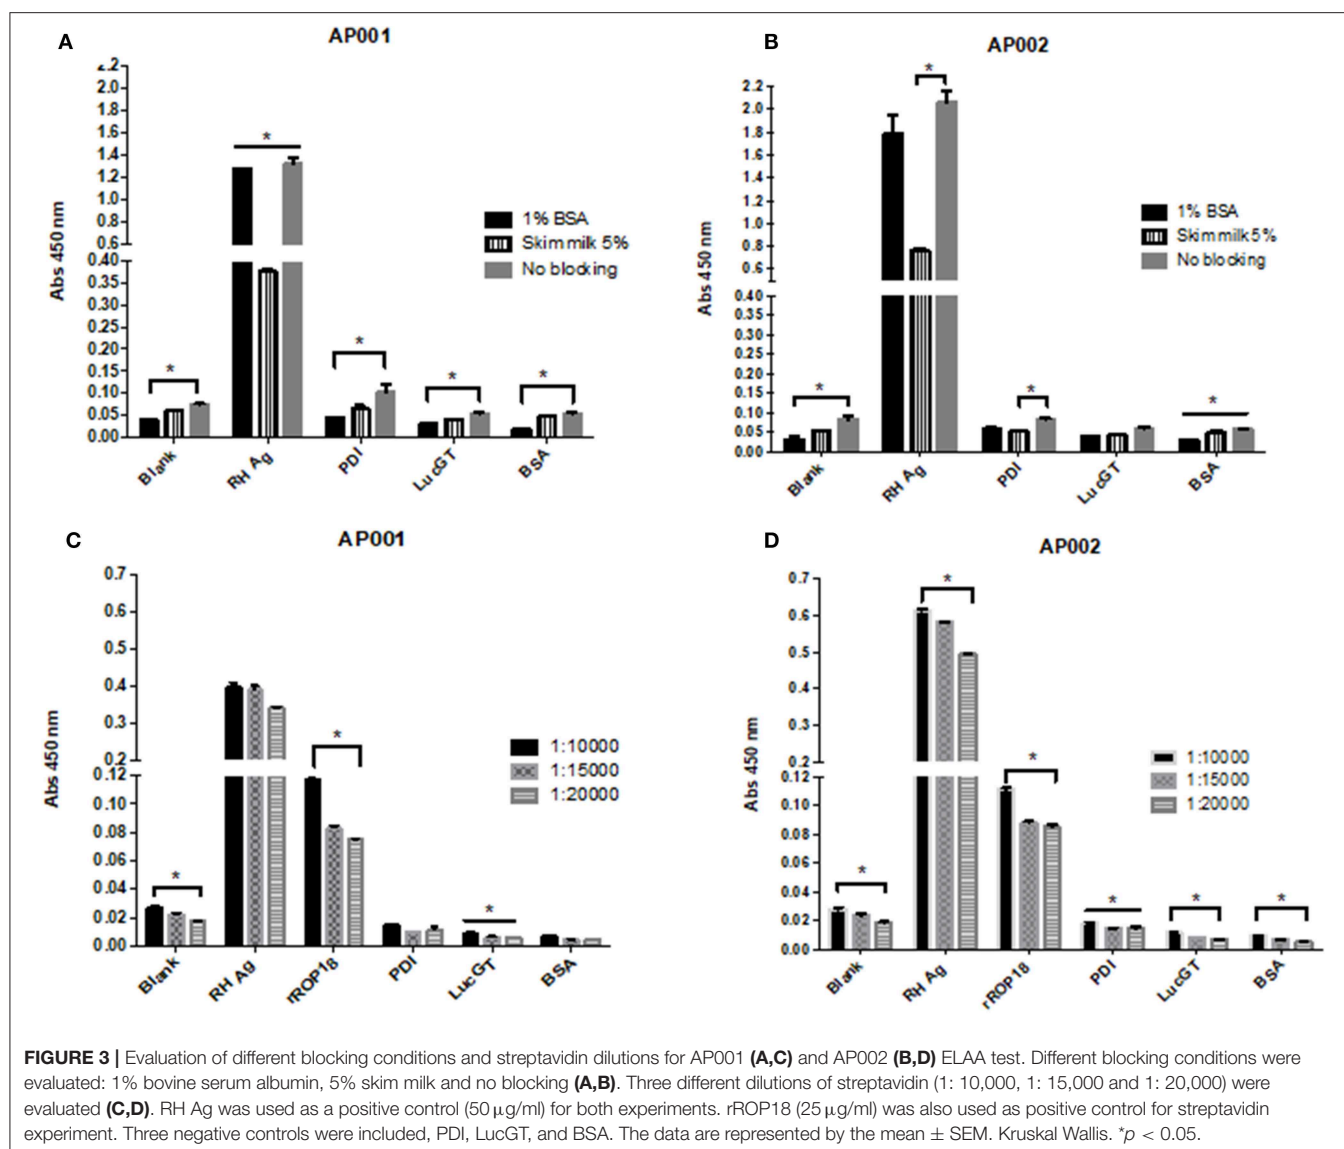 A
AP001
2.2
2.0
1.8
1.6
1.4
1.2
1.0
0.8
0.6
0.40
0.35
0.30
0.25
0.20
0.15
0.10
0.05
0.00
Abs 450 nm
*
*
*
*
*
1% BSA
Skim milk 5%
No blocking
Blank
RH Ag
PDI
LucGT
BSA
B
AP002
2.2
2.0
1.8
1.6
1.4
1.2
1.0
0.8
0.6
0.40
0.35
0.30
0.25
0.20
0.15
0.10
0.05
0.00
Abs 450 nm
*
*
*
*
1% BSA
Skim milk 5%
No blocking
Blank
RH Ag
PDI
LucGT
BSA
C
AP001
0.7
0.6
0.5
0.4
0.3
0.2
0.12
0.10
0.08
0.06
0.04
0.02
0.00
Abs 450 nm
*
*
*
1:10000
1:15000
1:20000
Blank
RH Ag
rROP18
PDI
LucGT
BSA
D
AP002
0.7
0.6
0.5
0.4
0.3
0.2
0.12
0.10
0.08
0.06
0.04
0.02
0.00
Abs 450 nm
*
*
*
*
*
*
1:10000
1:15000
1:20000
Blank
RH Ag
rROP18
PDI
LucGT
BSA
FIGURE 3 | Evaluation of different blocking conditions and streptavidin dilutions for AP001 (A,C) and AP002 (B,D) ELAA test. Different blocking conditions were
evaluated: 1% bovine serum albumin, 5% skim milk and no blocking (A,B). Three different dilutions of streptavidin (1: 10,000, 1: 15,000 and 1: 20,000) were
evaluated (C,D). RH Ag was used as a positive control (50 μg/ml) for both experiments. rROP18 (25 μg/ml) was also used as positive control for streptavidin
experiment. Three negative controls were included, PDI, LucGT, and BSA. The data are represented by the mean ± SEM. Kruskal Wallis. *p < 0.05.